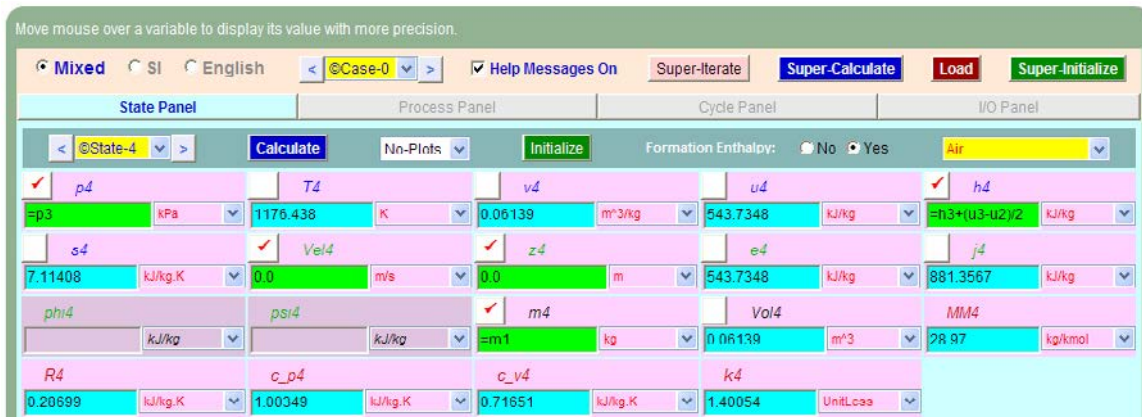 Move mouse over a variable to display its value with more precision.
Mixed SI English < ©Case-0 > Help Messages On Super-Iterate Super-Calculate Load Super-Initialize
State Panel Process Panel Cycle Panel I/O Panel
< ©State-4 > Calculate No-Plots Initialize Formation Enthalpy: No Yes Air
p4 T4 v4 u4 h4
=p3 kPa 1176.438 K 0.06139 m^3/kg 543.7348 kJ/kg =h3+(u3-u2)/2 kJ/kg
s4 Vel4 z4 e4 j4
7.11408 kJ/kg.K 0.0 m/s 0.0 m 543.7348 kJ/kg 881.3567 kJ/kg
phi4 psi4 m4 Vol4 MM4
kJ/kg kJ/kg =m1 kg 0.06139 m^3 28.97 kg/kmol
R4 c_p4 c_v4 k4
0.28699 kJ/kg.K 1.00349 kJ/kg.K 0.71651 kJ/kg.K 1.40054 UnitLess